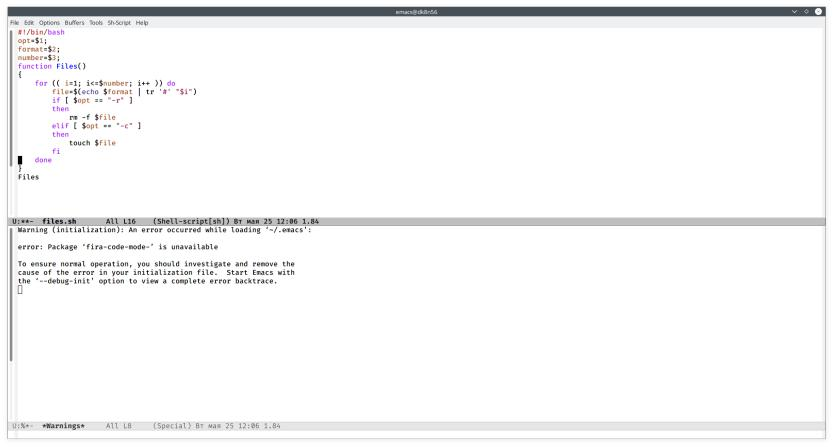 emacs@dk8n56
File Edit Options Buffers Tools Sh-Script Help
#!/bin/bash
opt=$1;
format=$2;
number=$3;
function Files()
{
    for (( i=1; i<=$number; i++ )) do
        file=$(echo $format | tr '#' "$i")
        if [ $opt == "-r" ]
        then
            rm -f $file
        elif [ $opt == "-c" ]
        then
            touch $file
        fi
    done
}
Files
U:**-  files.sh       All L16    (Shell-script[sh]) Вт мая 25 12:06 1.84
Warning (initialization): An error occurred while loading ‘~/.emacs’:
error: Package ‘fira-code-mode-’ is unavailable
To ensure normal operation, you should investigate and remove the
cause of the error in your initialization file.  Start Emacs with
the ‘--debug-init’ option to view a complete error backtrace.
U:%*-  *Warnings*     All L8     (Special) Вт мая 25 12:06 1.84